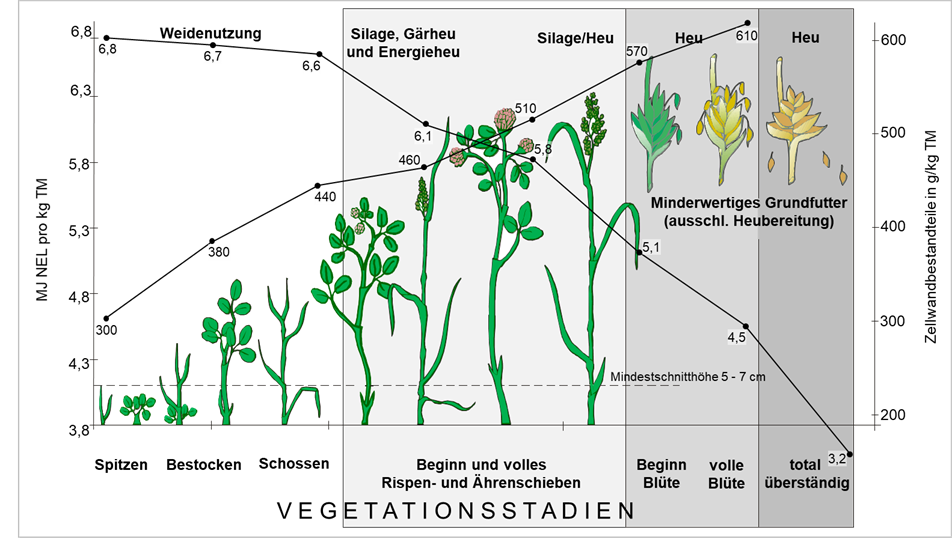 Weidenutzung
Silage, Gärheu
und Energieheu
Silage/Heu
Heu
Heu
MJ NEL pro kg TM
6,8
6,3
5,8
5,3
4,8
4,3
3,8
Zellwandbestandteile in g/kg TM
600
500
400
300
200
6,8
6,7
6,6
6,1
5,8
5,1
4,5
3,2
300
380
440
460
510
570
610
Minderwertiges Grundfutter
(ausschl. Heubereitung)
Mindestschnitthöhe 5 - 7 cm
Spitzen
Bestocken
Schossen
Beginn und volles
Rispen- und Ährenschieben
Beginn
Blüte
volle
Blüte
total
überständig
VEGETATIONSSTADIEN